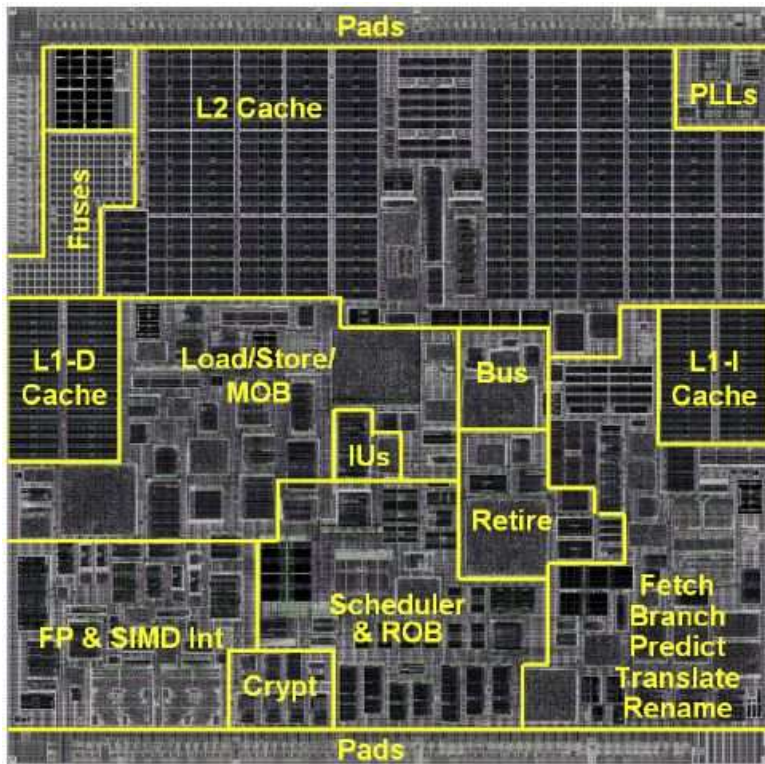 Pads
L2 Cache
PLLs
Fuses
L1-D
Cache
Load/Store/
MOB
Bus
L1-I
Cache
IUs
Retire
FP & SIMD Int
Scheduler
& ROB
Crypt
Fetch
Branch
Predict
Translate
Rename
Pads